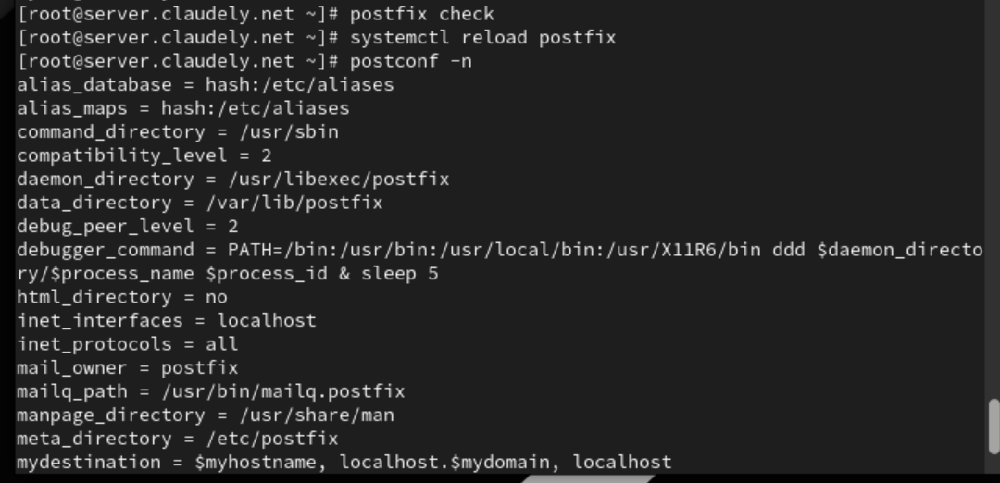 [root@server.claudely.net ~]# postfix check
[root@server.claudely.net ~]# systemctl reload postfix
[root@server.claudely.net ~]# postconf -n
alias_database = hash:/etc/aliases
alias_maps = hash:/etc/aliases
command_directory = /usr/sbin
compatibility_level = 2
daemon_directory = /usr/libexec/postfix
data_directory = /var/lib/postfix
debug_peer_level = 2
debugger_command = PATH=/bin:/usr/bin:/usr/local/bin:/usr/X11R6/bin ddd $daemon_directo
ry/$process_name $process_id & sleep 5
html_directory = no
inet_interfaces = localhost
inet_protocols = all
mail_owner = postfix
mailq_path = /usr/bin/mailq.postfix
manpage_directory = /usr/share/man
meta_directory = /etc/postfix
mydestination = $myhostname, localhost.$mydomain, localhost